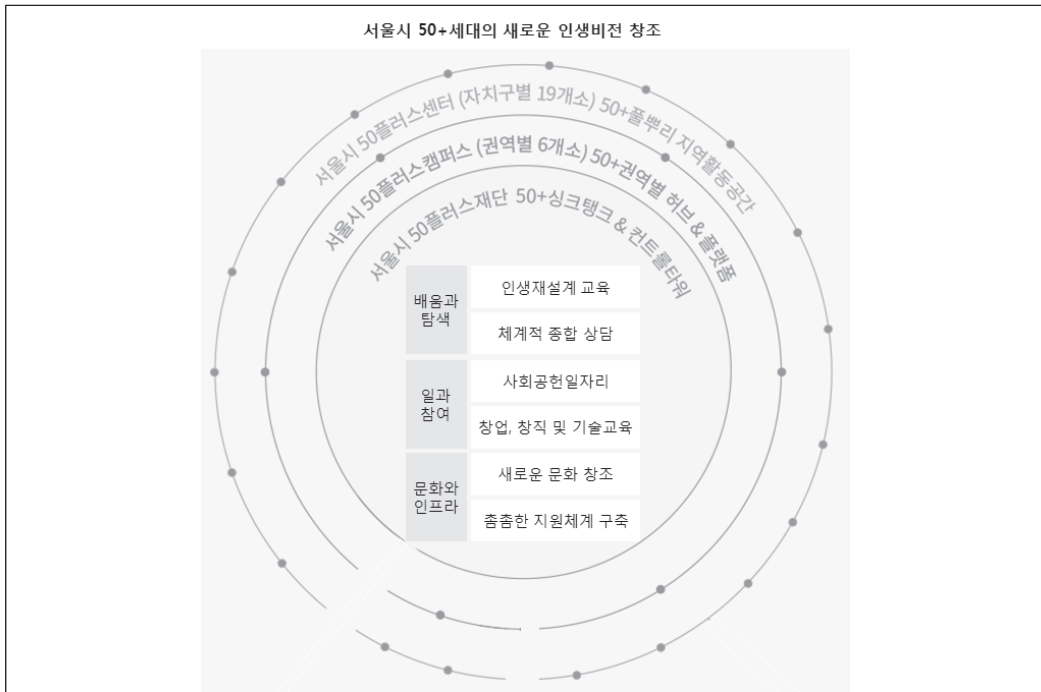 서울시 50+세대의 새로운 인생비전 창조
서울시 50플러스센터 (자치구별 19개소) 50+풀뿌리 지역활동공간
서울시 50플러스캠퍼스 (권역별 6개소) 50+권역별 허브 & 플랫폼
서울시 50플러스재단 50+싱크탱크 & 컨트롤타워
배움과
탐색
인생재설계 교육
체계적 종합 상담
일과
참여
사회공헌일자리
창업, 창직 및 기술교육
문화와
인프라
새로운 문화 창조
촘촘한 지원체계 구축